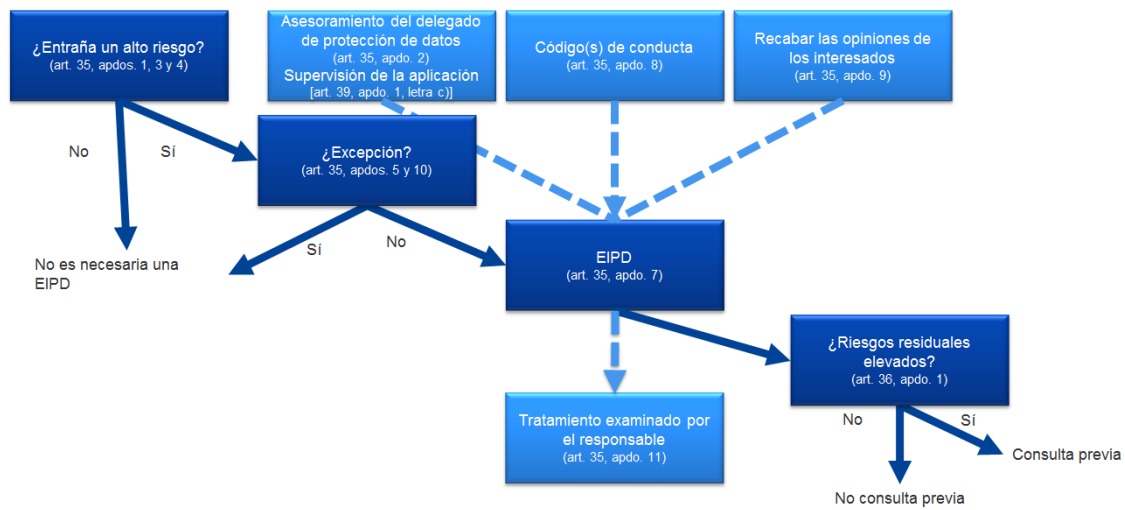 ¿Entraña un alto riesgo?
(art. 35, apdos. 1, 3 y 4)
Asesoramiento del delegado
de protección de datos
(art. 35, apdo. 2)
Supervisión de la aplicación
[art. 39, apdo. 1, letra c)]
Código(s) de conducta
(art. 35, apdo. 8)
Recabar las opiniones de
los interesados
(art. 35, apdo. 9)
No
Sí
¿Excepción?
(art. 35, apdos. 5 y 10)
Sí
No
No es necesaria una
EIPD
EIPD
(art. 35, apdo. 7)
¿Riesgos residuales
elevados?
(art. 36, apdo. 1)
Tratamiento examinado por
el responsable
(art. 35, apdo. 11)
No
Sí
Consulta previa
No consulta previa